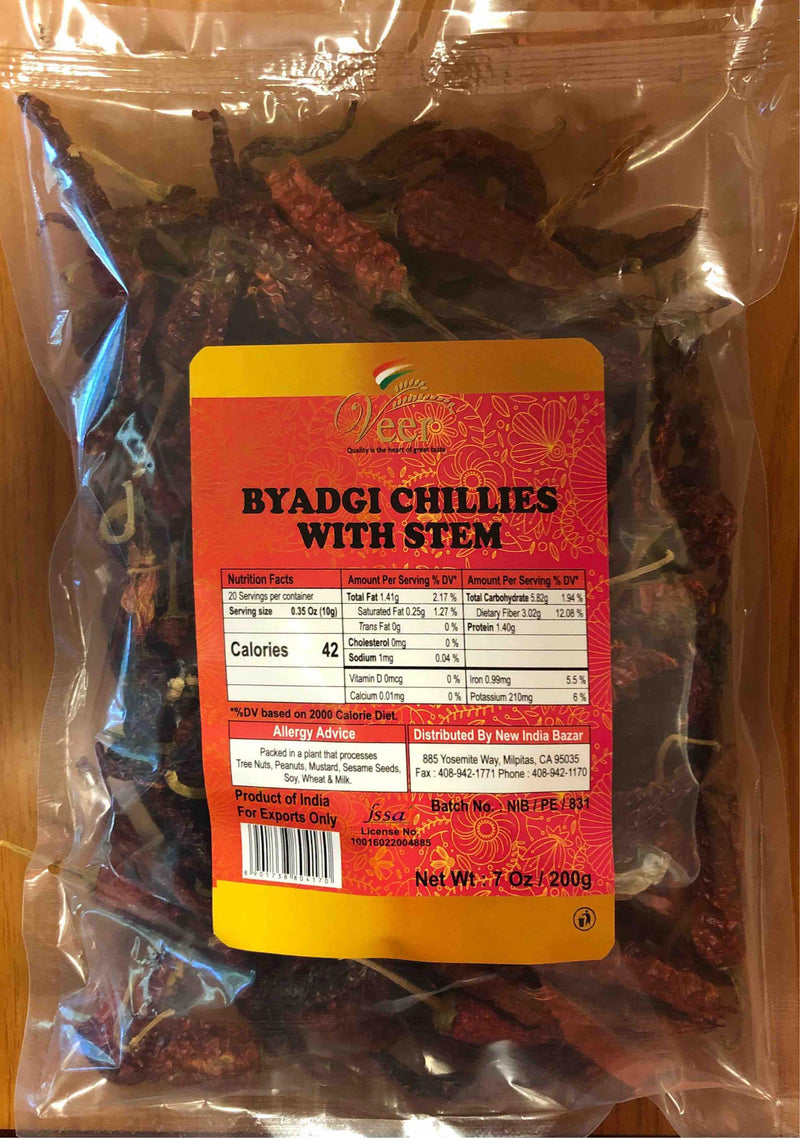 Veer
Quality is the heart of great taste
BYADGI CHILLIES
WITH STEM
Nutrition Facts
20 Servings per container
Serving size 0.35 Oz (10g)
Calories 42
Amount Per Serving % DV*
Total Fat 1.41g 2.17 %
Saturated Fat 0.25g 1.27 %
Trans Fat 0g 0 %
Cholesterol 0mg 0 %
Sodium 1mg 0.04 %
Vitamin D 0mcg 0 %
Calcium 0.01mg 0 %
Amount Per Serving % DV*
Total Carbohydrate 5.82g 1.94 %
Dietary Fiber 3.02g 12.08 %
Protein 1.40g
Iron 0.99mg 5.5 %
Potassium 210mg 6 %
*%DV based on 2000 Calorie Diet.
Allergy Advice
Packed in a plant that processes
Tree Nuts, Peanuts, Mustard, Sesame Seeds,
Soy, Wheat & Milk.
Distributed By New India Bazar
885 Yosemite Way, Milpitas, CA 95035
Fax : 408-942-1771 Phone : 408-942-1170
Product of India
For Exports Only
fssa
License No.
10016022004885
Batch No. NIB / PE / 831
8 901738 804170
Net Wt : 7 Oz / 200g